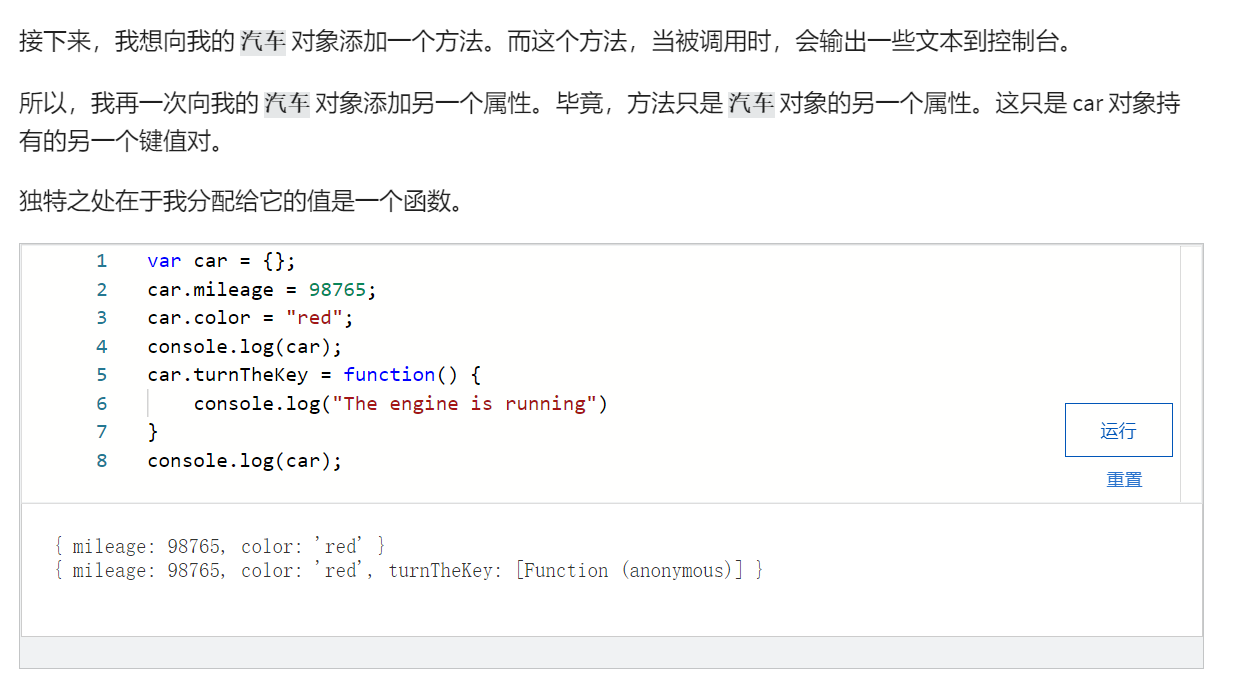 接下来，我想向我的 汽车 对象添加一个方法。而这个方法，当被调用时，会输出一些文本到控制台。
所以，我再一次向我的 汽车 对象添加另一个属性。毕竟，方法只是 汽车 对象的另一个属性。这只是 car 对象持
有的另一个键值对。
独特之处在于我分配给它的值是一个函数。
1 var car = {};
2 car.mileage = 98765;
3 car.color = "red";
4 console.log(car);
5 car.turnTheKey = function() {
6     console.log("The engine is running")
7 }
8 console.log(car);
运行
重置
{ mileage: 98765, color: 'red' }
{ mileage: 98765, color: 'red', turnTheKey: [Function (anonymous)] }